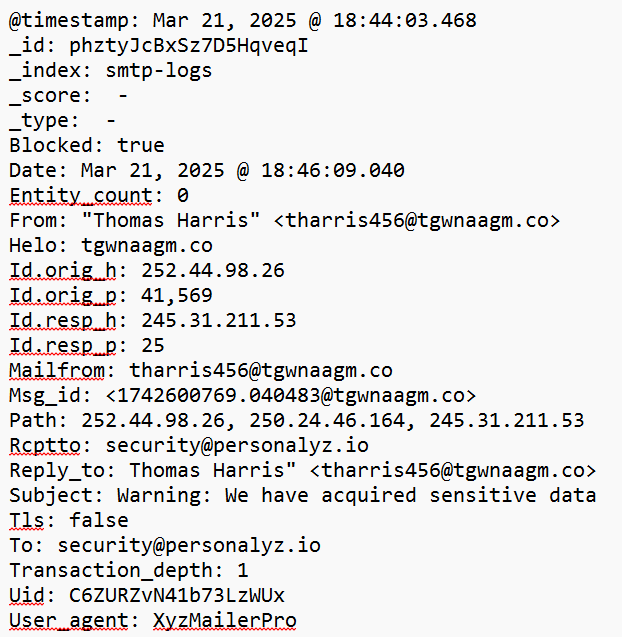 @timestamp: Mar 21, 2025 @ 18:44:03.468
_id: phztyJcBxSz7D5HqveqI
_index: smtp-logs
_score:  -
_type:  -
Blocked: true
Date: Mar 21, 2025 @ 18:46:09.040
Entity_count: 0
From: "Thomas Harris" <tharris456@tgwnaagm.co>
Helo: tgwnaagm.co
Id.orig_h: 252.44.98.26
Id.orig_p: 41,569
Id.resp_h: 245.31.211.53
Id.resp_p: 25
Mailfrom: tharris456@tgwnaagm.co
Msg_id: <1742600769.040483@tgwnaagm.co>
Path: 252.44.98.26, 250.24.46.164, 245.31.211.53
Rcptto: security@personalyz.io
Reply_to: Thomas Harris" <tharris456@tgwnaagm.co>
Subject: Warning: We have acquired sensitive data
Tls: false
To: security@personalyz.io
Transaction_depth: 1
Uid: C6ZURZvN41b73LzWUx
User_agent: XyzMailerPro